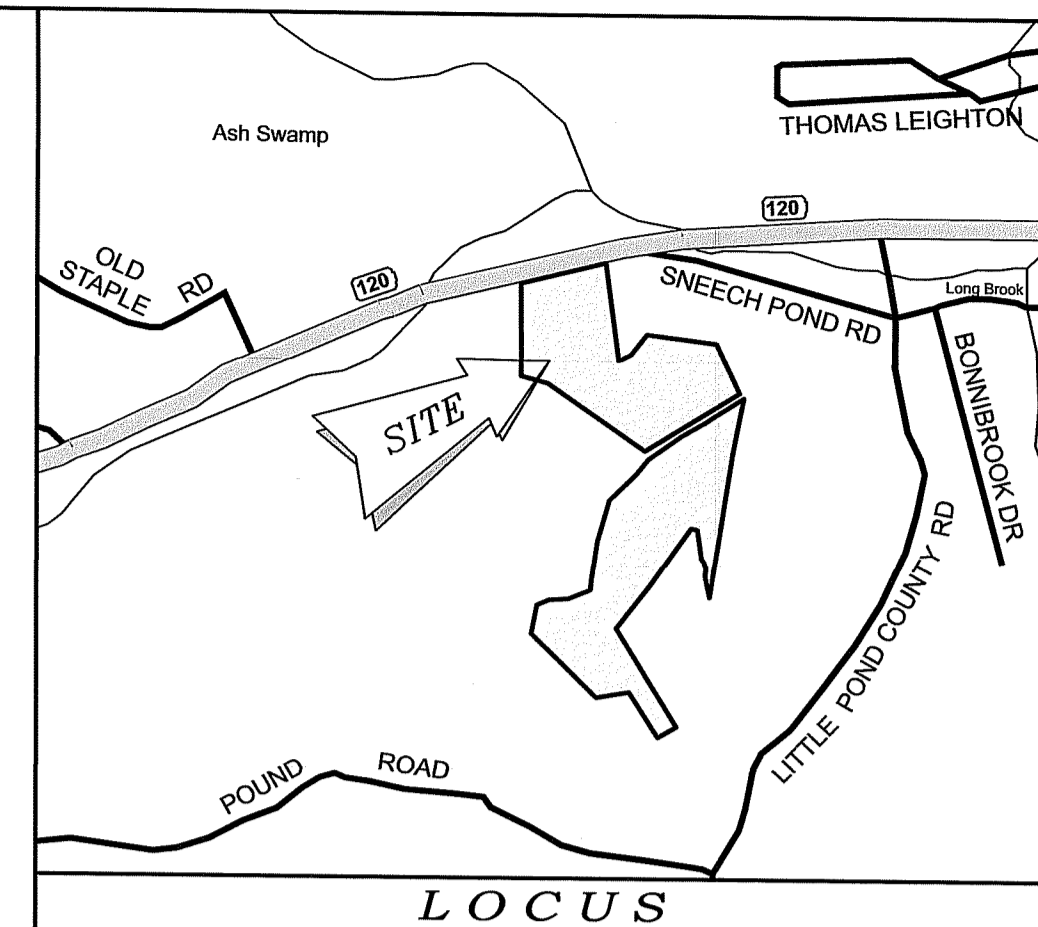 Ash Swamp
THOMAS LEIGHTON
120
OLD
STAPLE RD
120
SNEECH POND RD
Long Brook
BONNIBROOK DR
SITE
LITTLE POND COUNTY RD
POUND ROAD
LOCUS